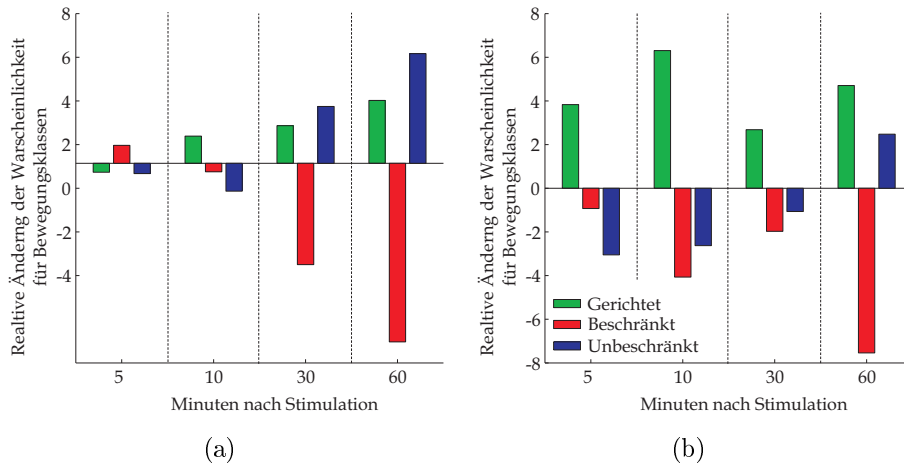 8
6
4
2
0
-2
-4
Realtive Änderng der Warscheinlichkeit
für Bewegungsklassen
5
10
30
60
Minuten nach Stimulation
(a)
8
6
4
2
0
-2
-4
-6
-8
Realtive Änderng der Warscheinlichkeit
für Bewegungsklassen
Gerichtet
Beschränkt
Unbeschränkt
5
10
30
60
Minuten nach Stimulation
(b)